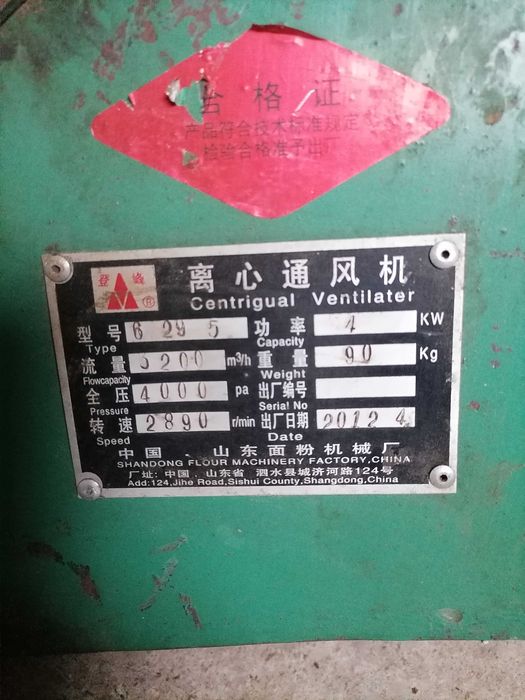 合格证
产品符合技术标准规定
检验合格准予出厂
登峰
®
离心通风机
Centrigual Ventilater
型号 6 29 5 功率 4 KW
Type Capacity
流量 3200 m³/h 重量 90 Kg
Flowcapacity Weight
全压 4000 pa 出厂编号
Pressure Serial No
转速 2890 r/min 出厂日期 2012 4
Speed Date
中国 、山东面粉机械厂
SHANDONG FLOUR MACHINERY FACTORY,CHINA
厂址: 中国、山东省 泗水县城济河路124号
Add:124,Jihe Road,Sishui County,Shangdong,China